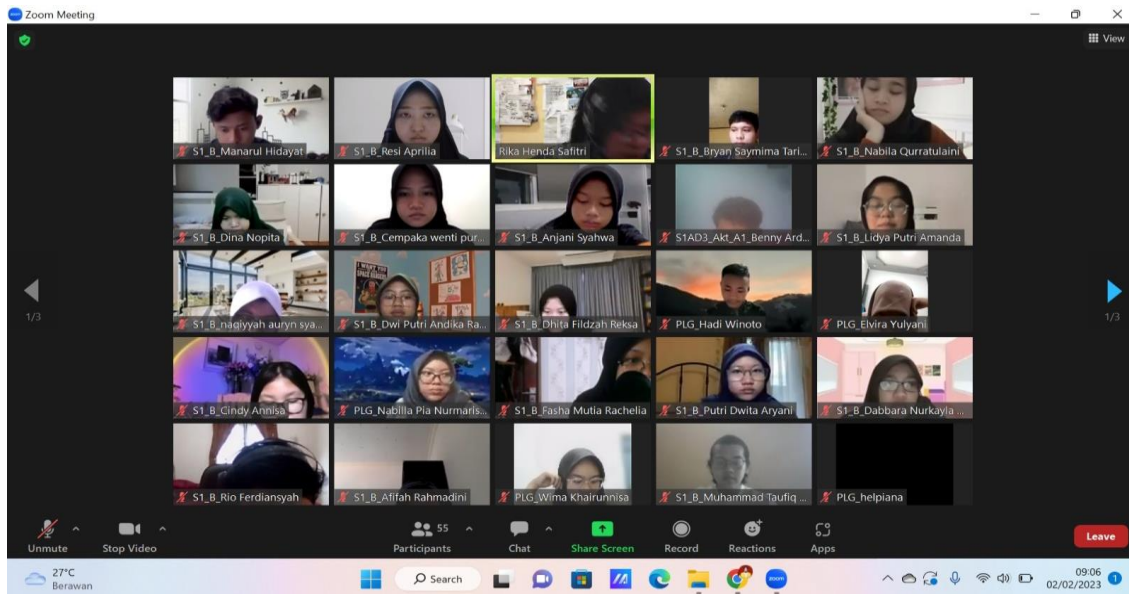 Zoom Meeting
View
S1_B_Manarul Hidayat
S1_B_Resi Aprilia
Rika Henda Safitri
S1_B_Bryan Saymima Tari...
S1_B_Nabila Qurratulaini
S1_B_Dina Nopita
S1_B_Cempaka wenti pur...
S1_B_Anjani Syahwa
S1AD3_Akt_A1_Benny Ard...
S1_B_Lidya Putri Amanda
S1_B_naqiyyah auryn sya...
S1_B_Dwi Putri Andika Ra...
S1_B_Dhita Fildzah Reksa
PLG_Hadi Winoto
PLG_Elvira Yulyani
1/3
1/3
S1_B_Cindy Annisa
PLG_Nabilla Pia Nurmaris...
S1_B_Fasha Mutia Rachelia
S1_B_Putri Dwita Aryani
S1_B_Dabbara Nurkayla ...
S1_B_Rio Ferdiansyah
S1_B_Afifah Rahmadini
PLG_Wima Khairunnisa
S1_B_Muhammad Taufiq ...
PLG_helpiana
55
Unmute
Stop Video
Participants
Chat
Share Screen
Record
Reactions
Apps
Leave
27°C
Berawan
Search
zoom
09:06
02/02/2023
1